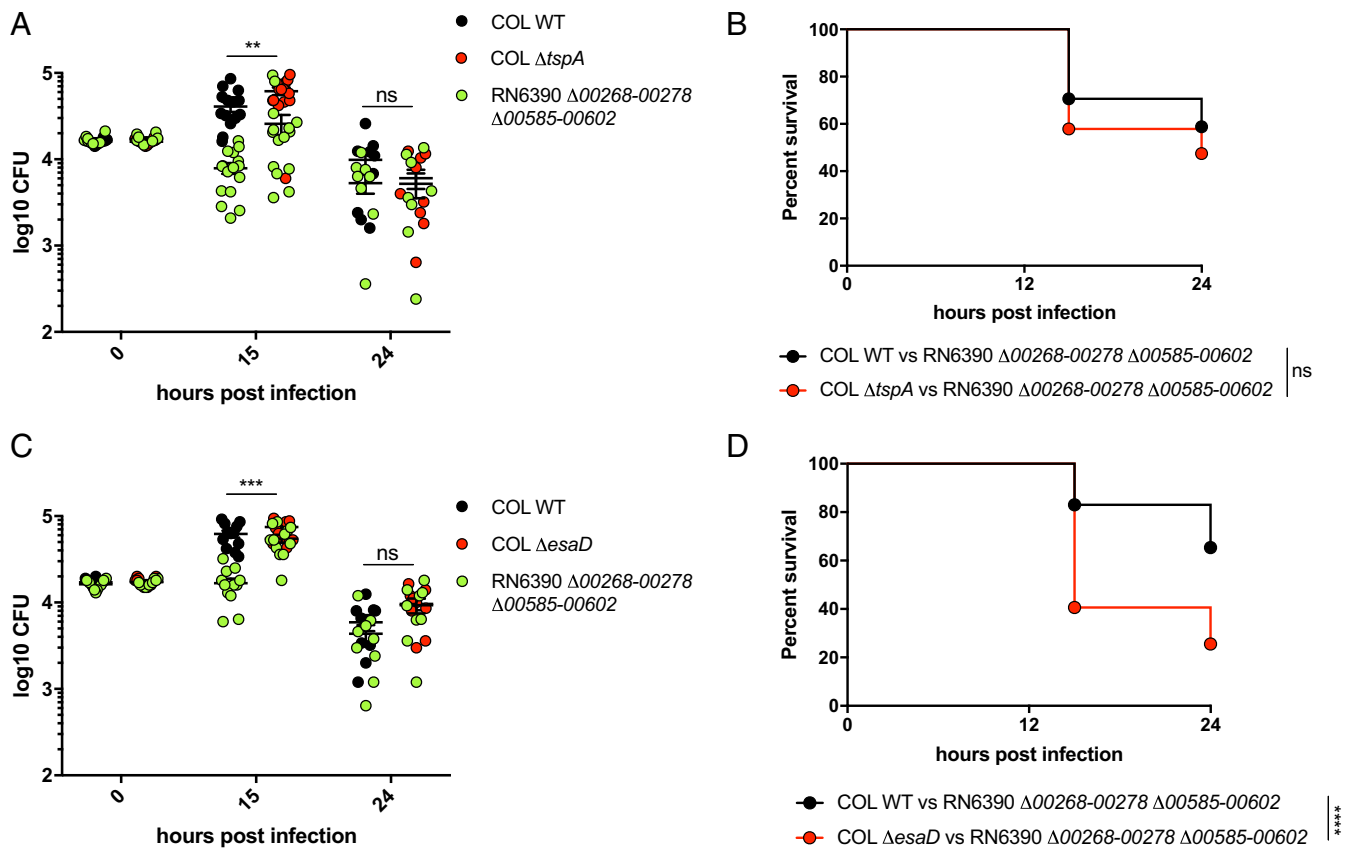 A
COL WT
COL ΔtspA
RN6390 Δ00268-00278
Δ00585-00602
**
ns
5
4
3
2
log10 CFU
0
15
24
hours post infection
B
100
80
60
40
20
0
Percent survival
0
12
24
hours post infection
COL WT vs RN6390 Δ00268-00278 Δ00585-00602
COL ΔtspA vs RN6390 Δ00268-00278 Δ00585-00602
ns
C
COL WT
COL ΔesaD
RN6390 Δ00268-00278
Δ00585-00602
***
ns
5
4
3
2
log10 CFU
0
15
24
hours post infection
D
100
80
60
40
20
0
Percent survival
0
12
24
hours post infection
COL WT vs RN6390 Δ00268-00278 Δ00585-00602
COL ΔesaD vs RN6390 Δ00268-00278 Δ00585-00602
****